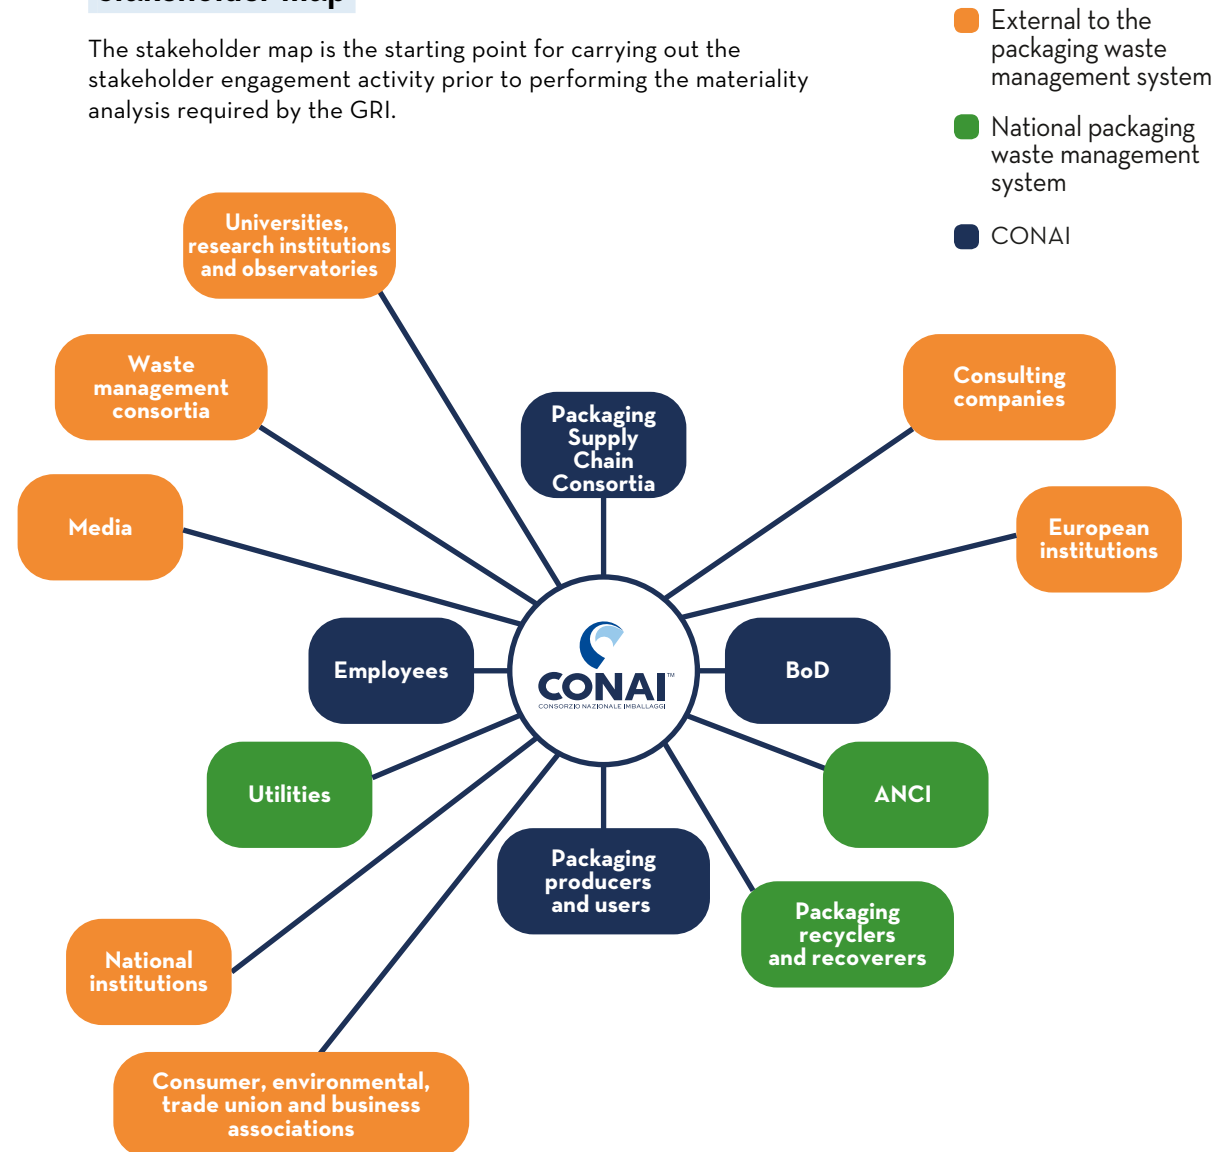 stakeholder map
The stakeholder map is the starting point for carrying out the
stakeholder engagement activity prior to performing the materiality
analysis required by the GRI.
External to the
packaging waste
management system
National packaging
waste management
system
CONAI
Universities,
research institutions
and observatories
Waste
management
consortia
Packaging
Supply
Chain
Consortia
Consulting
companies
Media
European
institutions
Employees
CONAI™
CONSORZIO NAZIONALE IMBALLAGGI
BoD
Utilities
ANCI
Packaging
producers
and users
Packaging
recyclers
and recoverers
National
institutions
Consumer, environmental,
trade union and business
associations